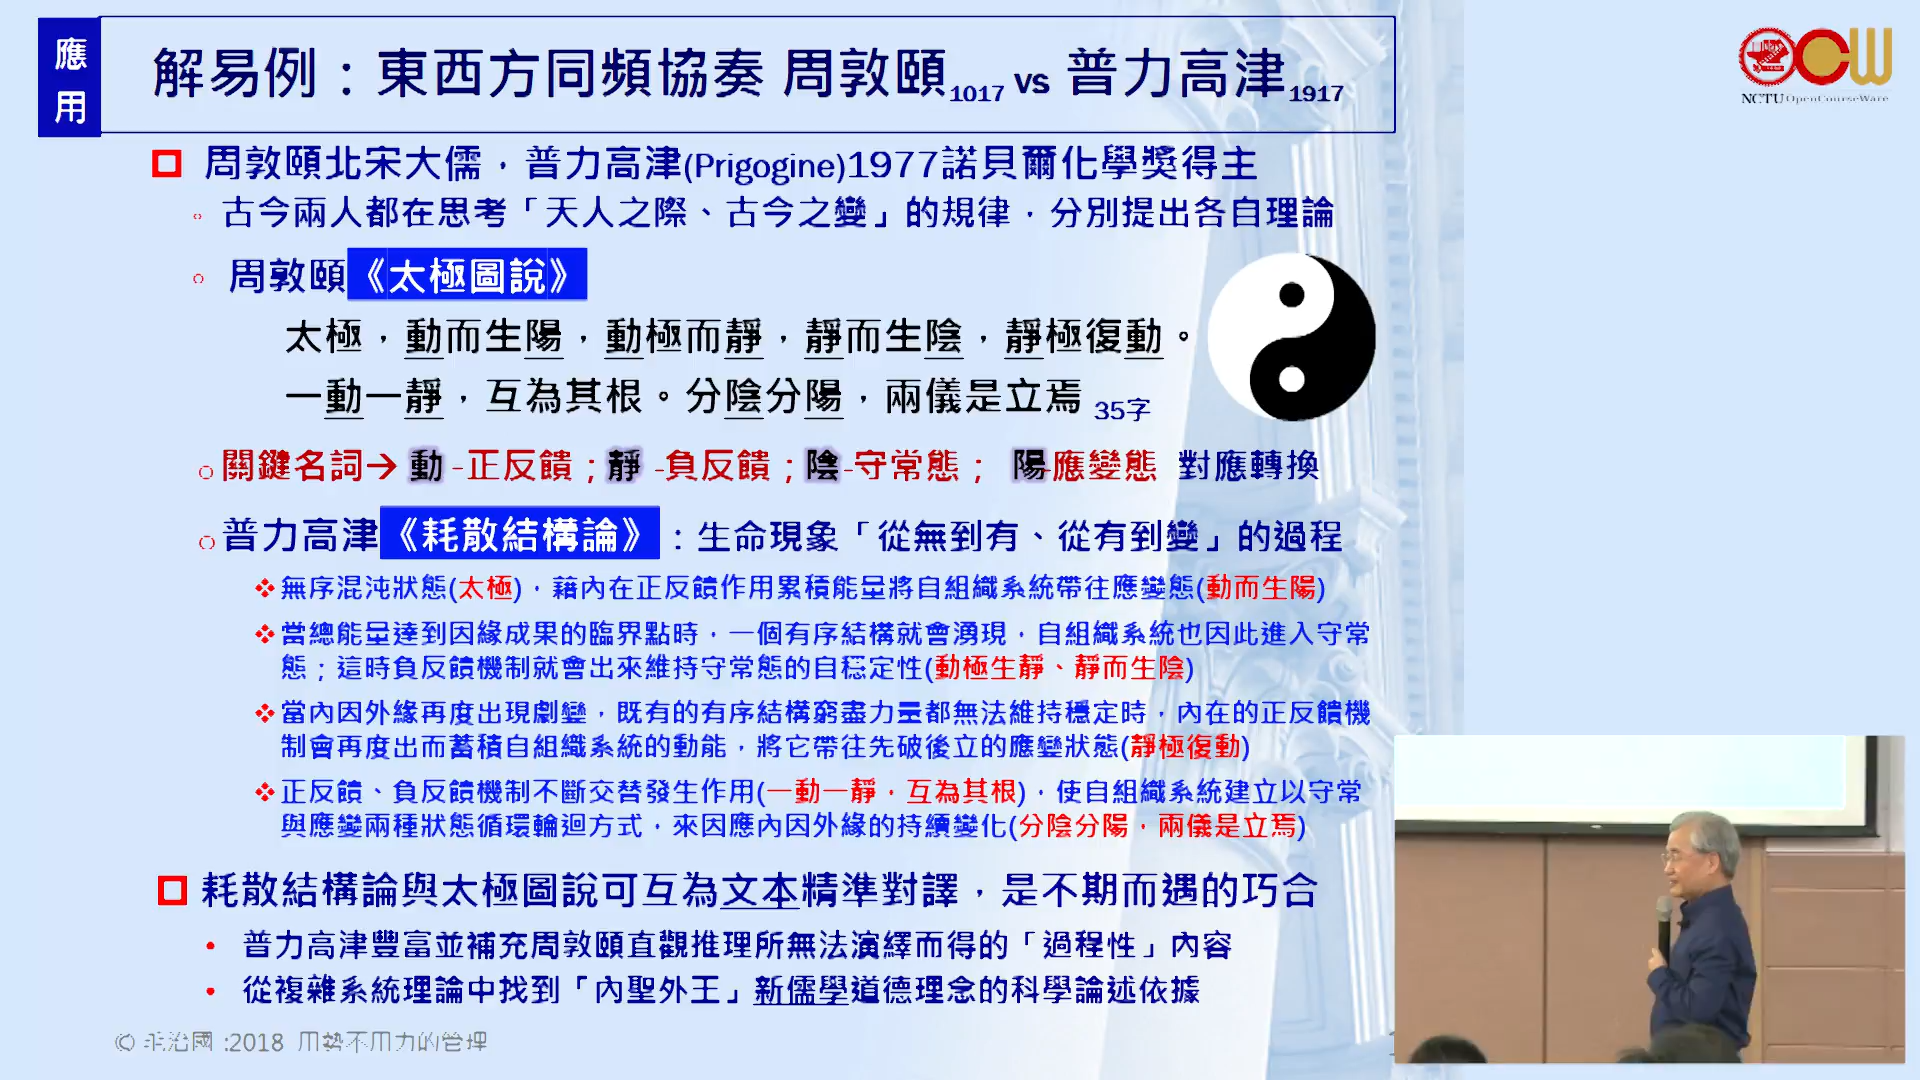 應用
解易例：東西方同頻協奏 周敦頤1017 vs 普力高津1917
NCTU OpenCourseWare
周敦頤北宋大儒，普力高津(Prigogine)1977諾貝爾化學獎得主
古今兩人都在思考「天人之際、古今之變」的規律，分別提出各自理論
周敦頤《太極圖說》
太極，動而生陽，動極而靜，靜而生陰，靜極復動。
一動一靜，互為其根。分陰分陽，兩儀是立焉 35字
關鍵名詞→ 動-正反饋；靜-負反饋；陰-守常態； 陽-應變態 對應轉換
普力高津《耗散結構論》：生命現象「從無到有、從有到變」的過程
無序混沌狀態(太極)，藉內在正反饋作用累積能量將自組織系統帶往應變態(動而生陽)
當總能量達到因緣成果的臨界點時，一個有序結構就會湧現，自組織系統也因此進入守常
態；這時負反饋機制就會出來維持守常態的自穩定性(動極生靜、靜而生陰)
當內因外緣再度出現劇變，既有的有序結構窮盡力量都無法維持穩定時，內在的正反饋機
制會再度出而蓄積自組織系統的動能，將它帶往先破後立的應變狀態(靜極復動)
正反饋、負反饋機制不斷交替發生作用(一動一靜，互為其根)，使自組織系統建立以守常
與應變兩種狀態循環輪迴方式，來因應內因外緣的持續變化(分陰分陽，兩儀是立焉)
耗散結構論與太極圖說可互為文本精準對譯，是不期而遇的巧合
普力高津豐富並補充周敦頤直觀推理所無法演繹而得的「過程性」內容
從複雜系統理論中找到「內聖外王」新儒學道德理念的科學論述依據
© 毛治國 :2018 用勢不用力的管理